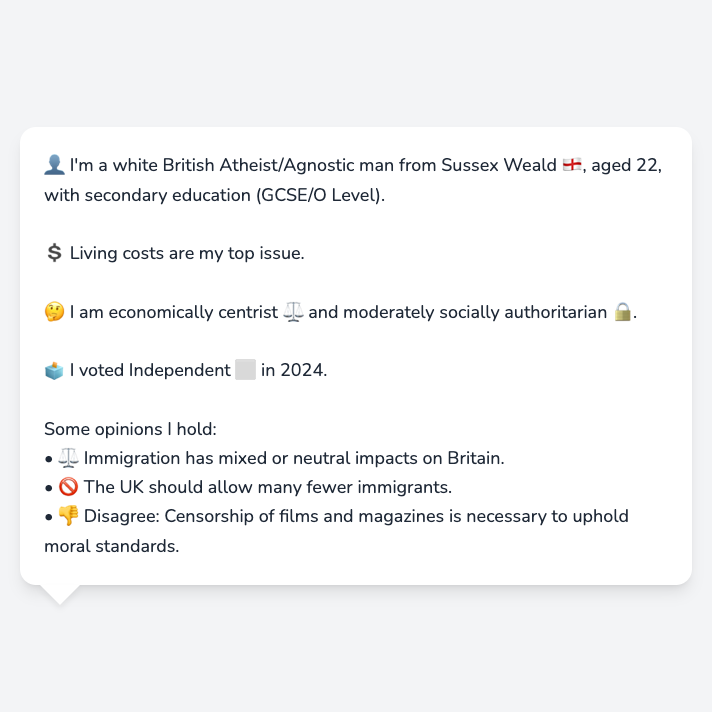 👤 I'm a white British Atheist/Agnostic man from Sussex Weald 🏴󠁧󠁢󠁥󠁮󠁧󠁿, aged 22,
with secondary education (GCSE/O Level).
💲 Living costs are my top issue.
🤔 I am economically centrist ⚖️ and moderately socially authoritarian 🔒.
🗳️ I voted Independent ⬜ in 2024.
Some opinions I hold:
• ⚖️ Immigration has mixed or neutral impacts on Britain.
• 🚫 The UK should allow many fewer immigrants.
• 👎 Disagree: Censorship of films and magazines is necessary to uphold
moral standards.